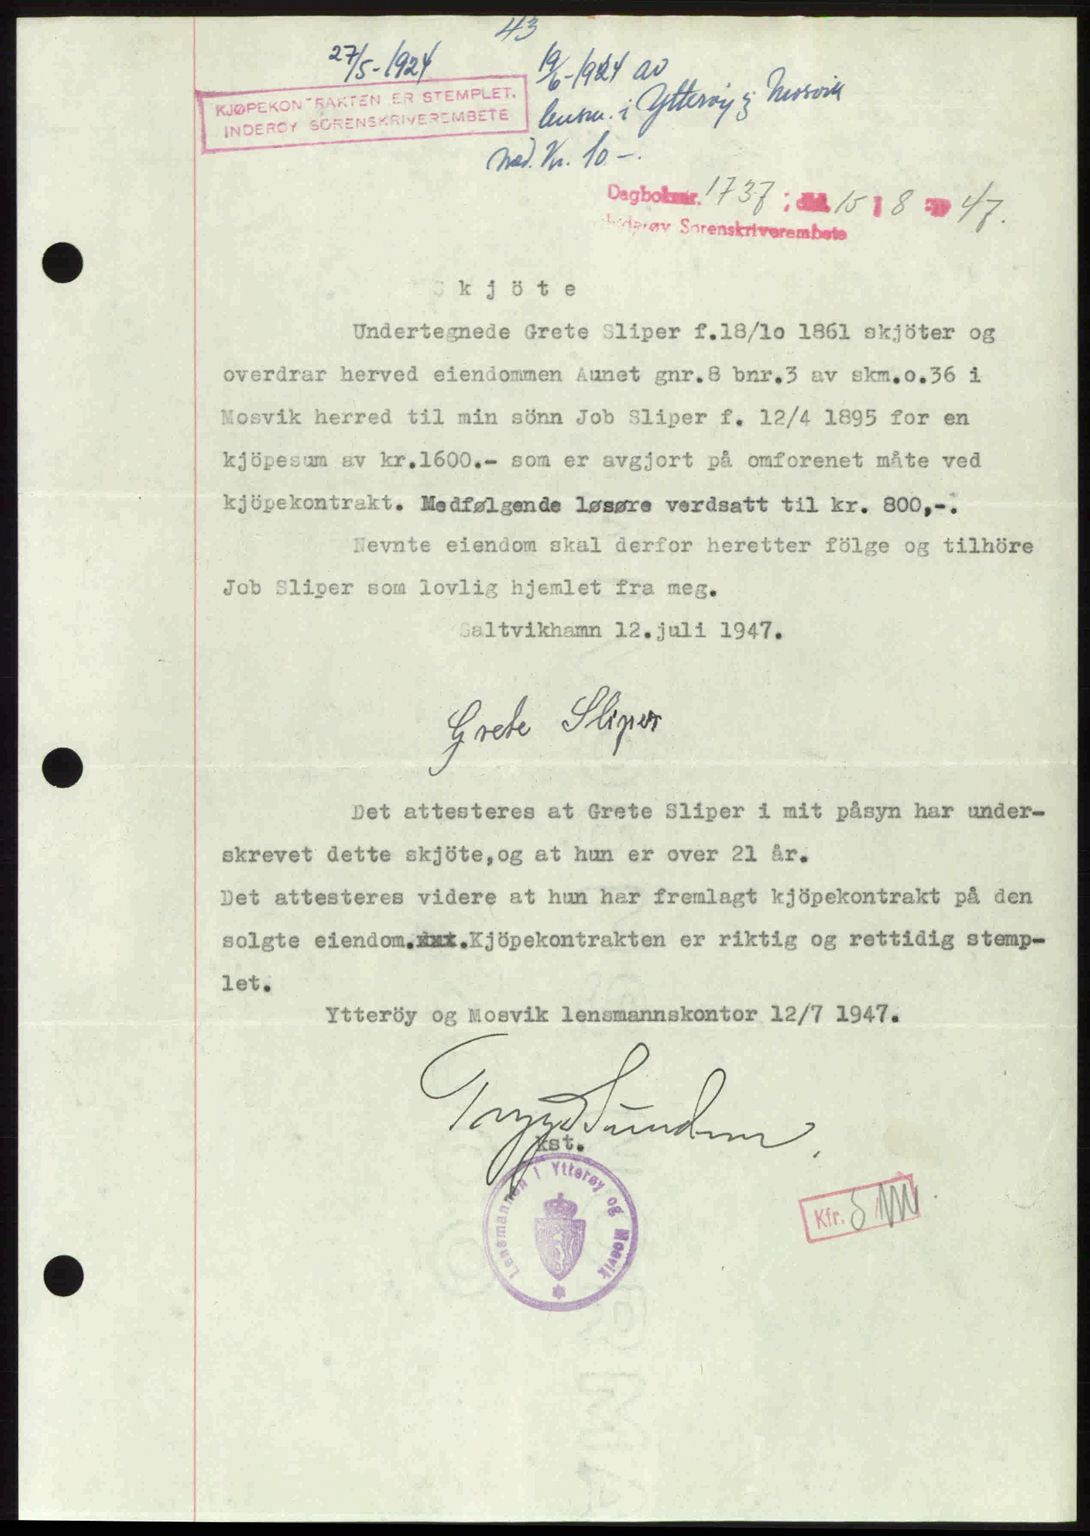 43
27/5-1924
19/6-1924 av
KJØPEKONTRAKTEN ER STEMPLET.
INDERØY SORENSKRIVEREMBETE
lensm. i Ytterøy & Mosvik
med Kr. 10-.
Dagboknr. 1737 15/8 47.
Inderøy Sorenskriverembete
Skjöte
Undertegnede Grete Sliper f.18/lo 1861 skjöter og
overdrar herved eiendommen Aunet gnr.8 bnr.3 av skm.o.36 i
Mosvik herred til min sönn Job Sliper f. 12/4 1895 for en
kjöpesum av kr.1600.- som er avgjort på omforenet måte ved
kjöpekontrakt. Medfølgende løsøre verdsatt til kr. 800,-.
Nevnte eiendom skal derfor heretter fölge og tilhöre
Job Sliper som lovlig hjemlet fra meg.
Saltvikhamn 12.juli 1947.
Grete Sliper
Det attesteres at Grete Sliper i mit påsyn har under-
skrevet dette skjöte,og at hun er over 21 år.
Det attesteres videre at hun har fremlagt kjöpekontrakt på den
solgte eiendom. Kjöpekontrakten er riktig og rettidig stemp-
let.
Ytteröy og Mosvik lensmannskontor 12/7 1947.
kst.
Lensmannen i Ytterøy og Mosvik
Kfr.